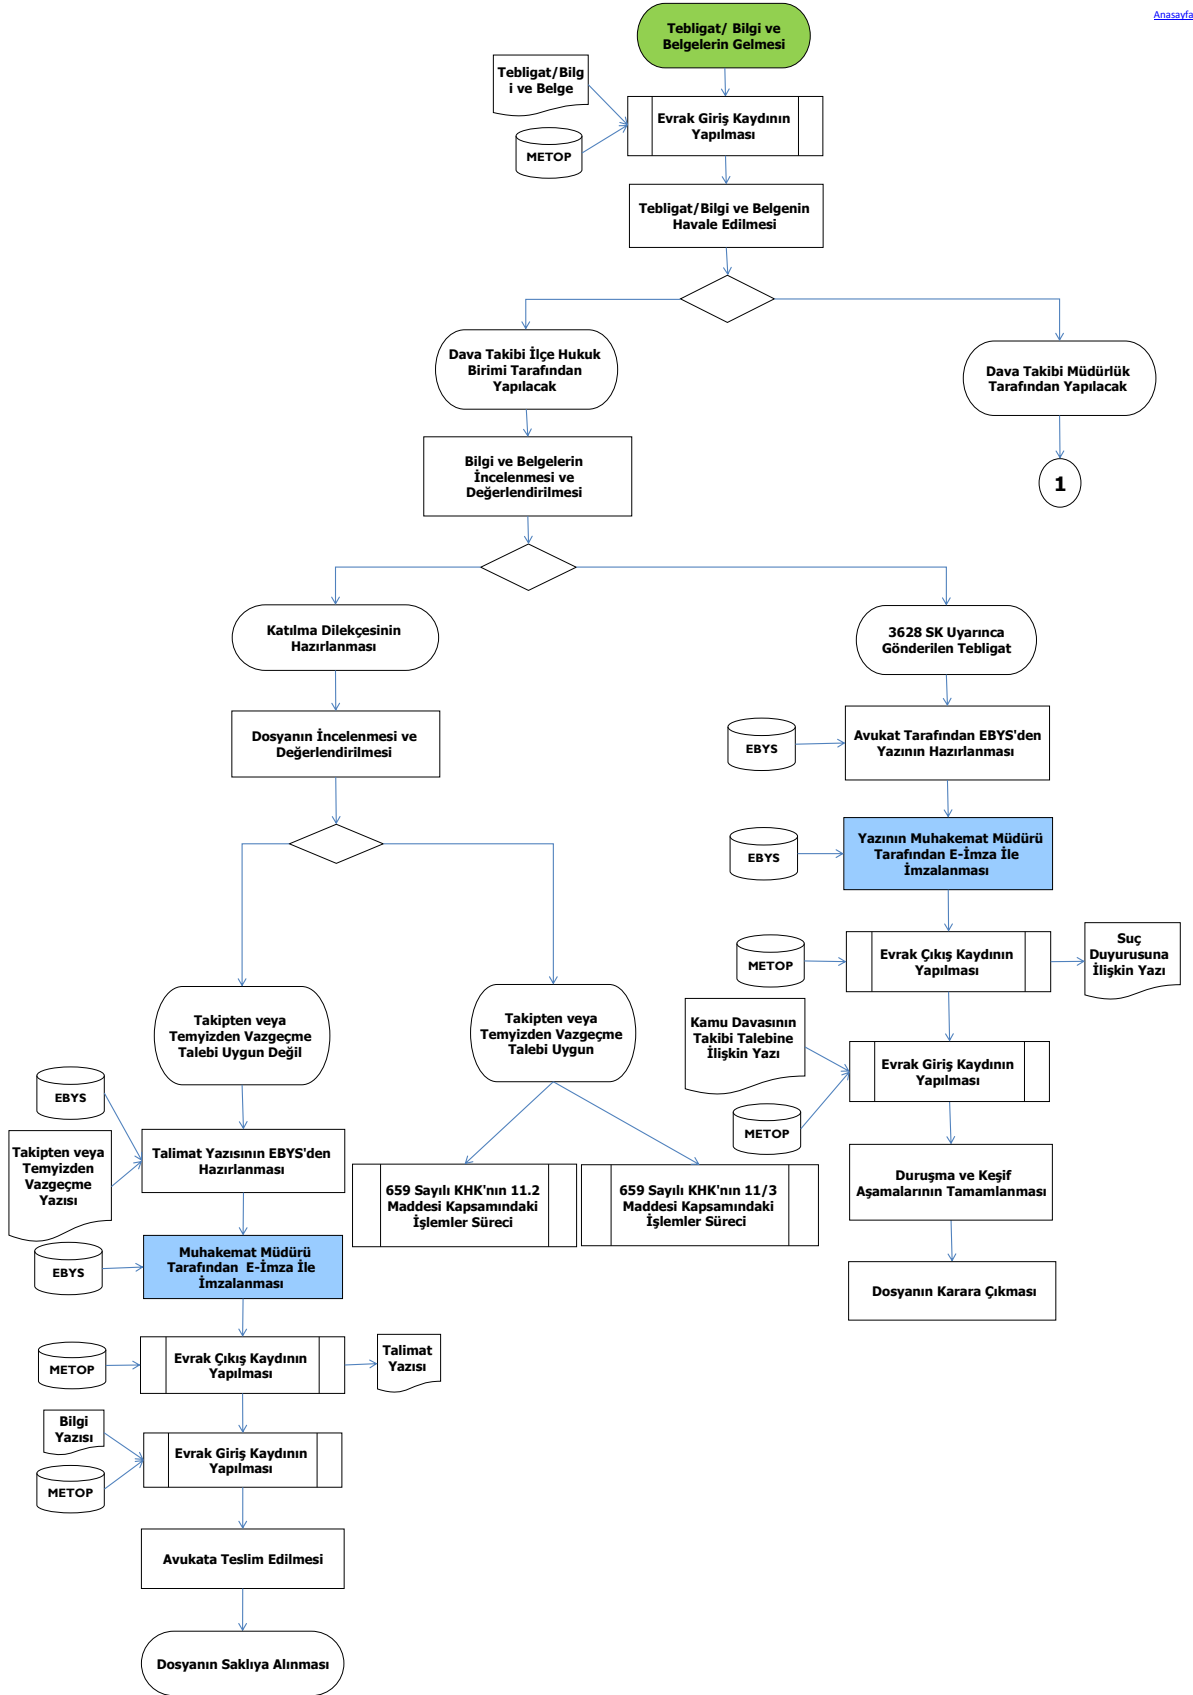 Anasayfa
Tebligat/ Bilgi ve
Belgelerin Gelmesi
Tebligat/Bilg
i ve Belge
METOP
Evrak Giriş Kaydının
Yapılması
Tebligat/Bilgi ve Belgenin
Havale Edilmesi
Dava Takibi İlçe Hukuk
Birimi Tarafından
Yapılacak
Dava Takibi Müdürlük
Tarafından Yapılacak
1
Bilgi ve Belgelerin
İncelenmesi ve
Değerlendirilmesi
Katılma Dilekçesinin
Hazırlanması
3628 SK Uyarınca
Gönderilen Tebligat
Dosyanın İncelenmesi ve
Değerlendirilmesi
EBYS
Avukat Tarafından EBYS'den
Yazının Hazırlanması
EBYS
Yazının Muhakemat Müdürü
Tarafından E-İmza İle
İmzalanması
METOP
Evrak Çıkış Kaydının
Yapılması
Suç
Duyurusuna
İlişkin Yazı
Takipten veya
Temyizden Vazgeçme
Talebi Uygun Değil
Takipten veya
Temyizden Vazgeçme
Talebi Uygun
Kamu Davasının
Takibi Talebine
İlişkin Yazı
METOP
Evrak Giriş Kaydının
Yapılması
EBYS
Takipten veya
Temyizden
Vazgeçme
Yazısı
Talimat Yazısının EBYS'den
Hazırlanması
659 Sayılı KHK'nın 11.2
Maddesi Kapsamındaki
İşlemler Süreci
659 Sayılı KHK'nın 11/3
Maddesi Kapsamındaki
İşlemler Süreci
Duruşma ve Keşif
Aşamalarının Tamamlanması
EBYS
Muhakemat Müdürü
Tarafından E-İmza İle
İmzalanması
Dosyanın Karara Çıkması
METOP
Evrak Çıkış Kaydının
Yapılması
Talimat
Yazısı
Bilgi
Yazısı
METOP
Evrak Giriş Kaydının
Yapılması
Avukata Teslim Edilmesi
Dosyanın Saklıya Alınması